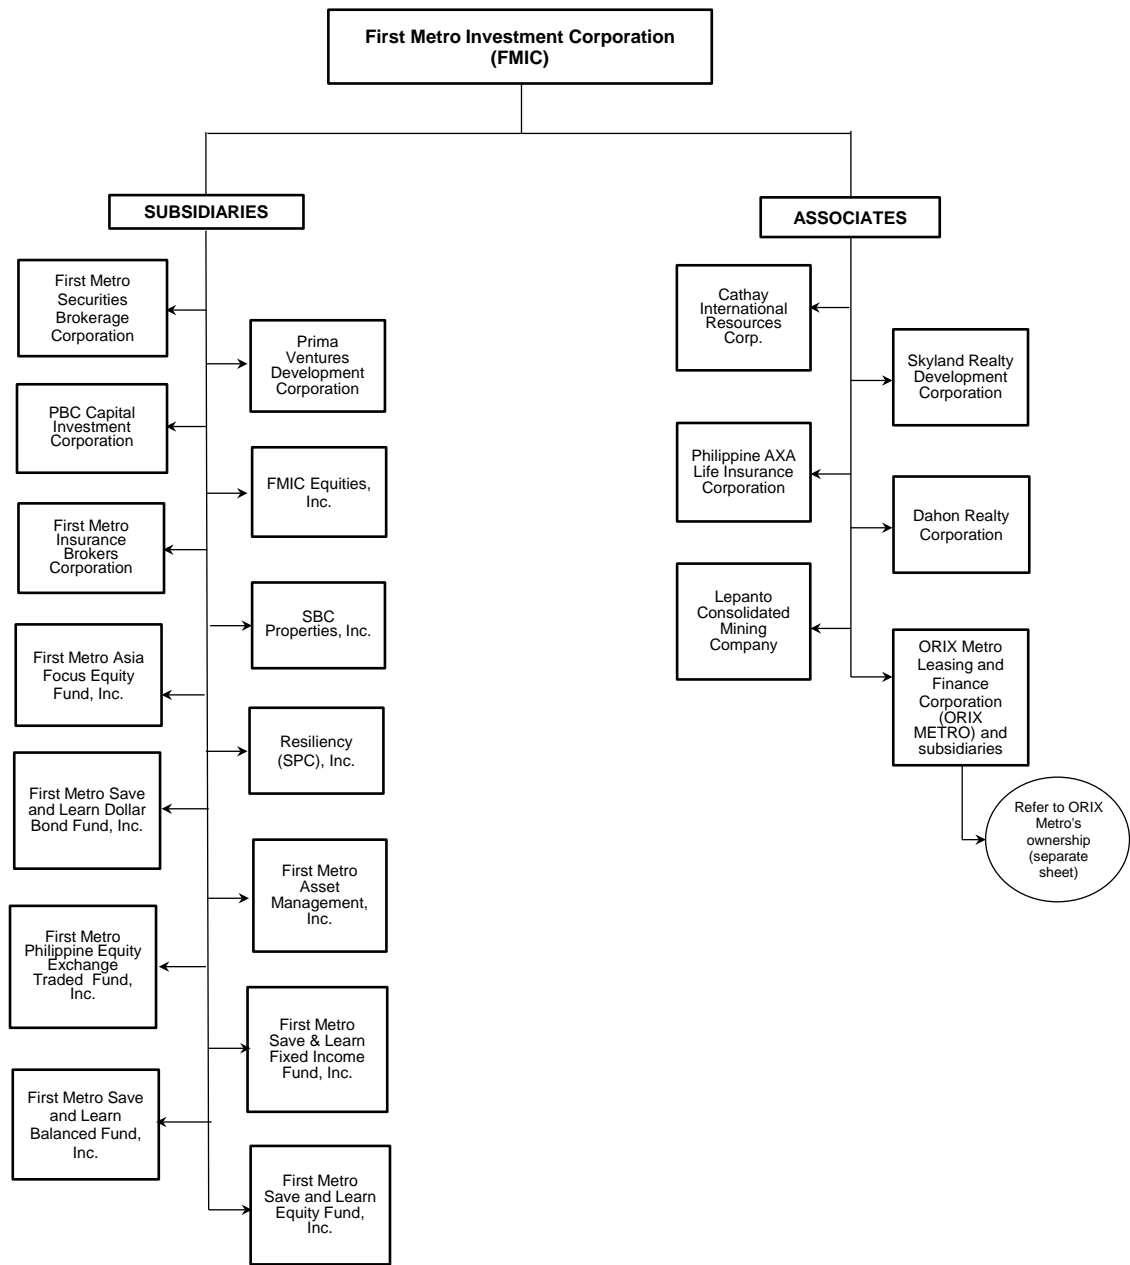 First Metro Investment Corporation
(FMIC)
SUBSIDIARIES
First Metro
Securities
Brokerage
Corporation
Prima
Ventures
Development
Corporation
PBC Capital
Investment
Corporation
FMIC Equities,
Inc.
First Metro
Insurance
Brokers
Corporation
SBC
Properties, Inc.
First Metro Asia
Focus Equity
Fund, Inc.
Resiliency
(SPC), Inc.
First Metro Save
and Learn Dollar
Bond Fund, Inc.
First Metro
Asset
Management,
Inc.
First Metro
Philippine Equity
Exchange
Traded Fund,
Inc.
First Metro
Save & Learn
Fixed Income
Fund, Inc.
First Metro Save
and Learn
Balanced Fund,
Inc.
First Metro
Save and Learn
Equity Fund,
Inc.
ASSOCIATES
Cathay
International
Resources
Corp.
Skyland Realty
Development
Corporation
Philippine AXA
Life Insurance
Corporation
Dahon Realty
Corporation
Lepanto
Consolidated
Mining
Company
ORIX Metro
Leasing and
Finance
Corporation
(ORIX
METRO) and
subsidiaries
Refer to ORIX
Metro's
ownership
(separate
sheet)